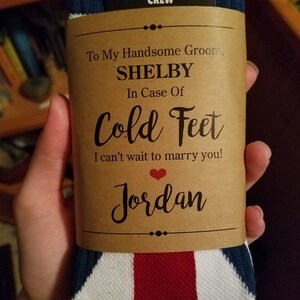 CREW
To My Handsome Groom,
SHELBY
In Case Of
Cold Feet
I can't wait to marry you!
Jordan